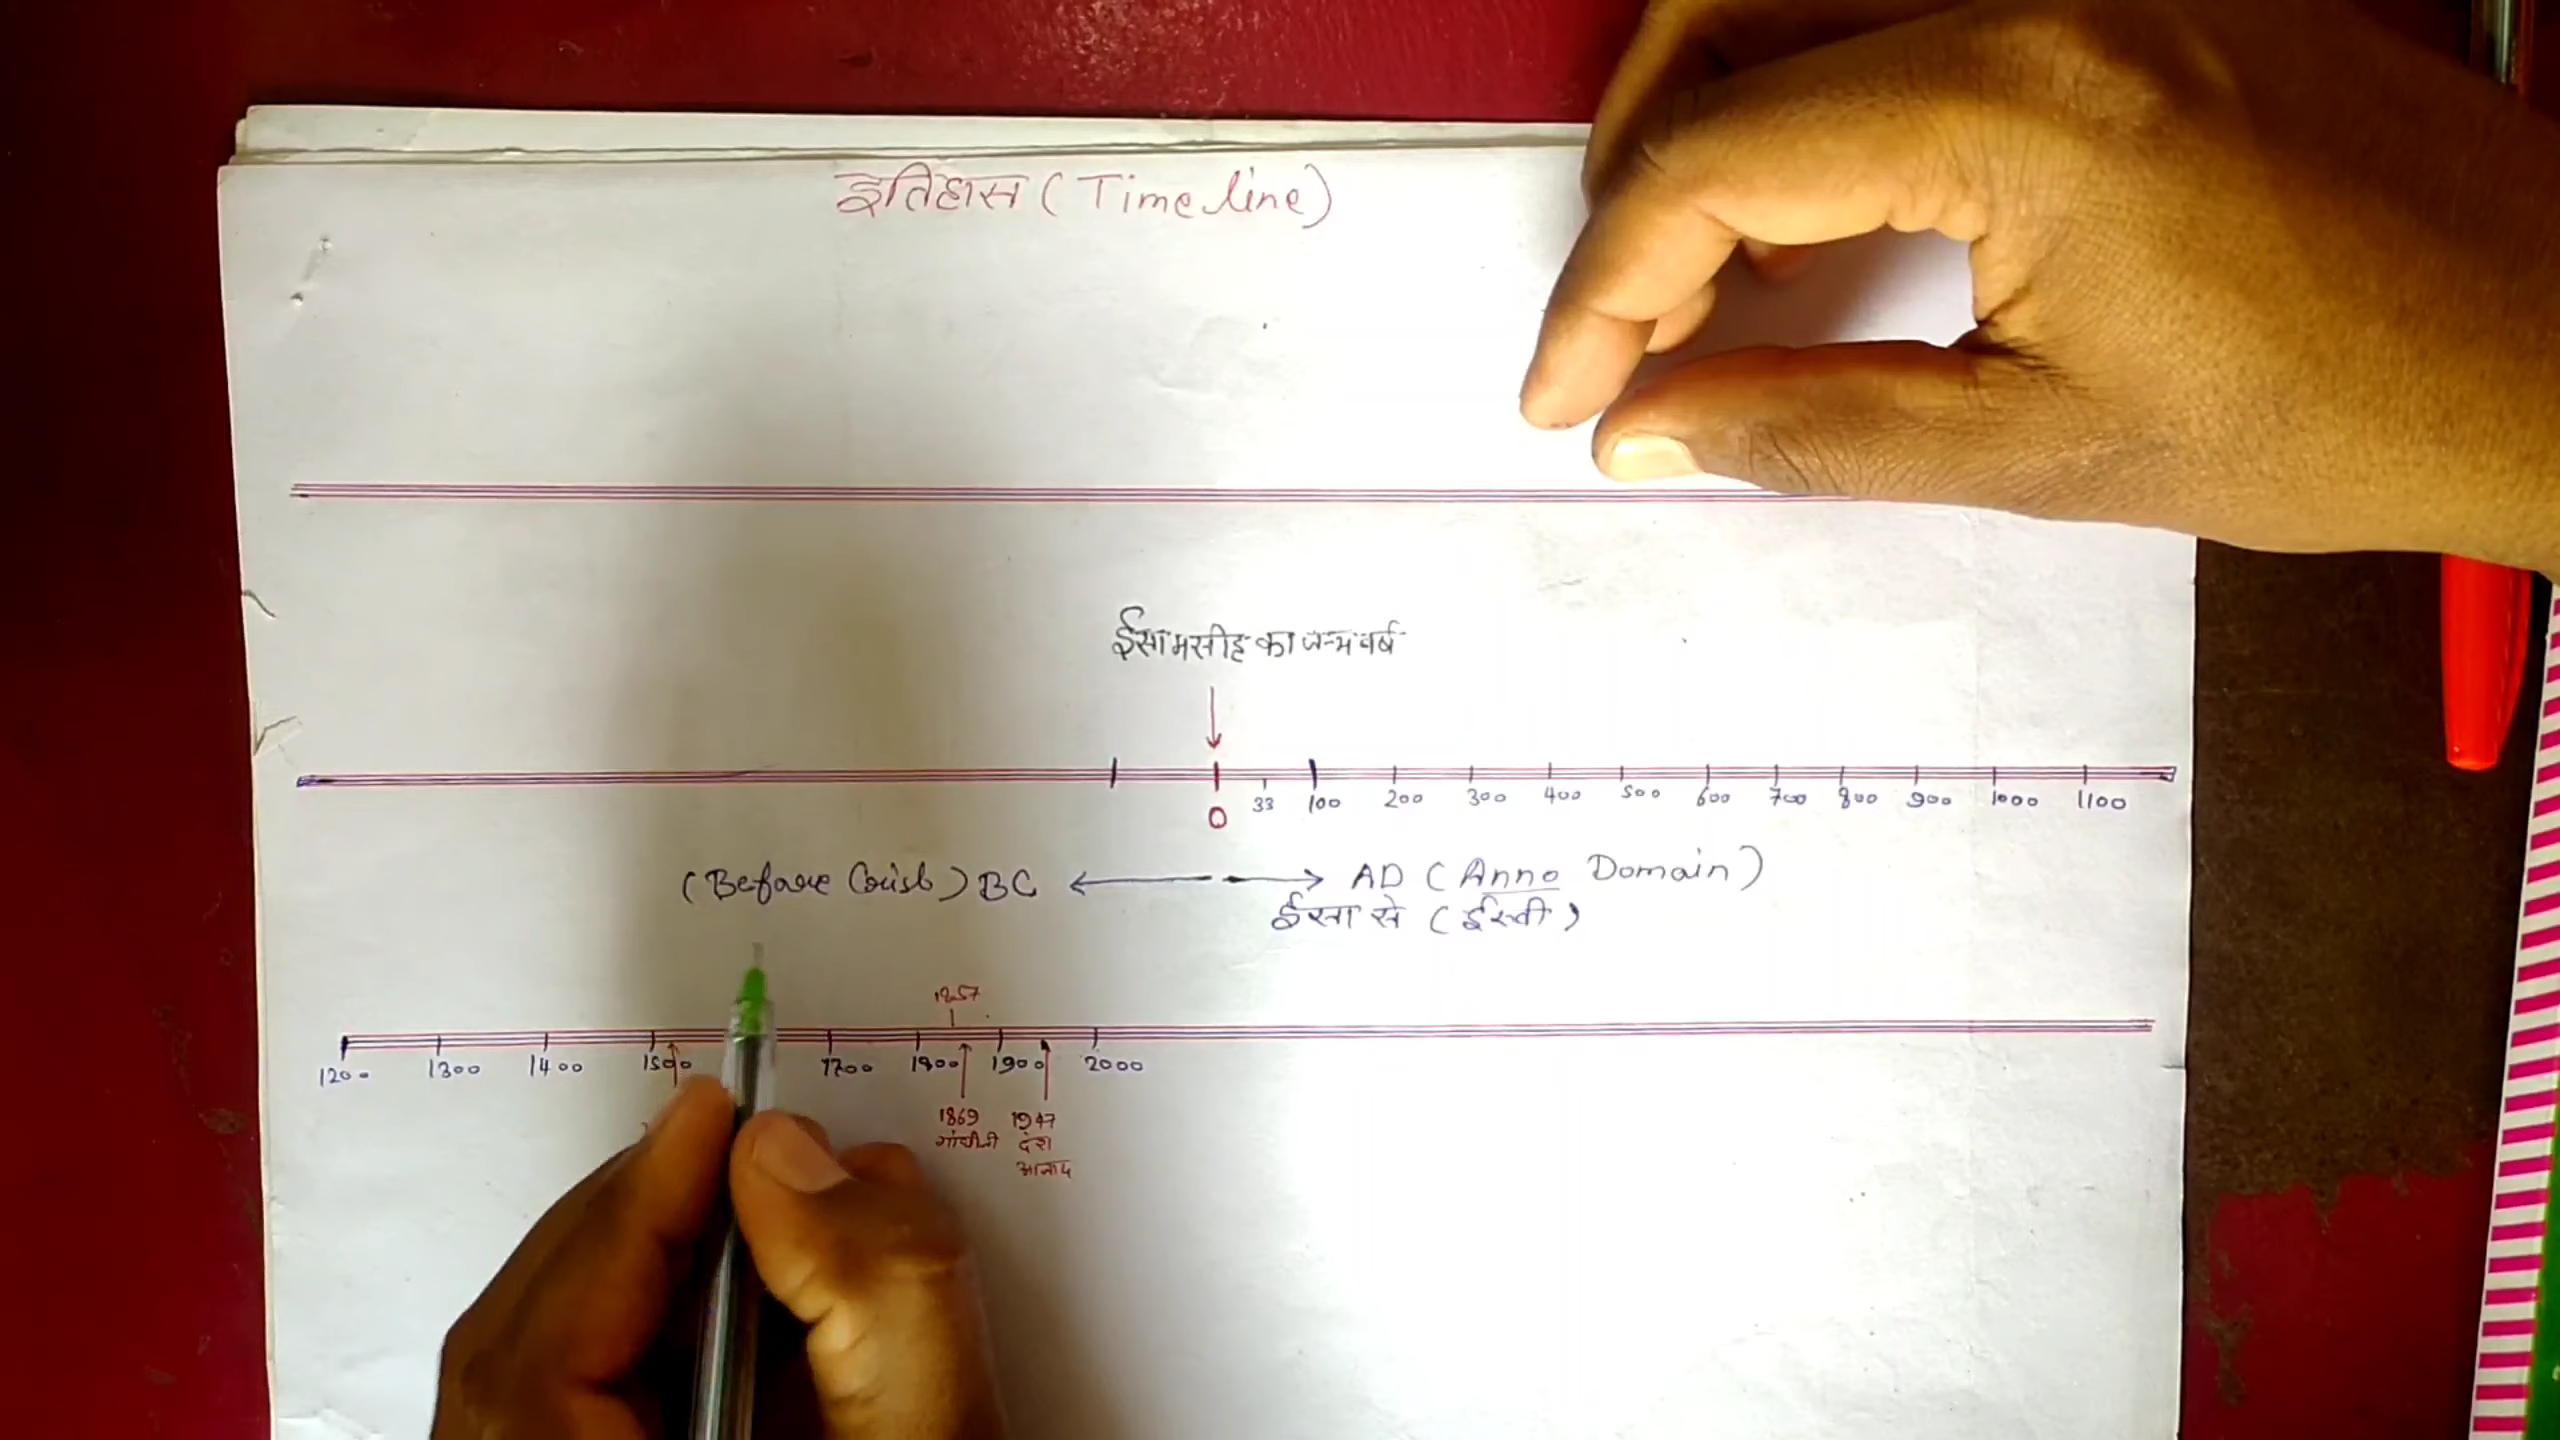 इतिहास (Time line)
ईसा मसीह का जन्म वर्ष
0 33 100 200 300 400 500 600 700 800 900 1000 1100
(Before Crist) BC ← → AD (Anno Domain)
ईसा से (ईस्वी)
1857
1200 1300 1400 1500 1700 1800 1900 2000
1869 1947
गांधीजी देश
आजाद